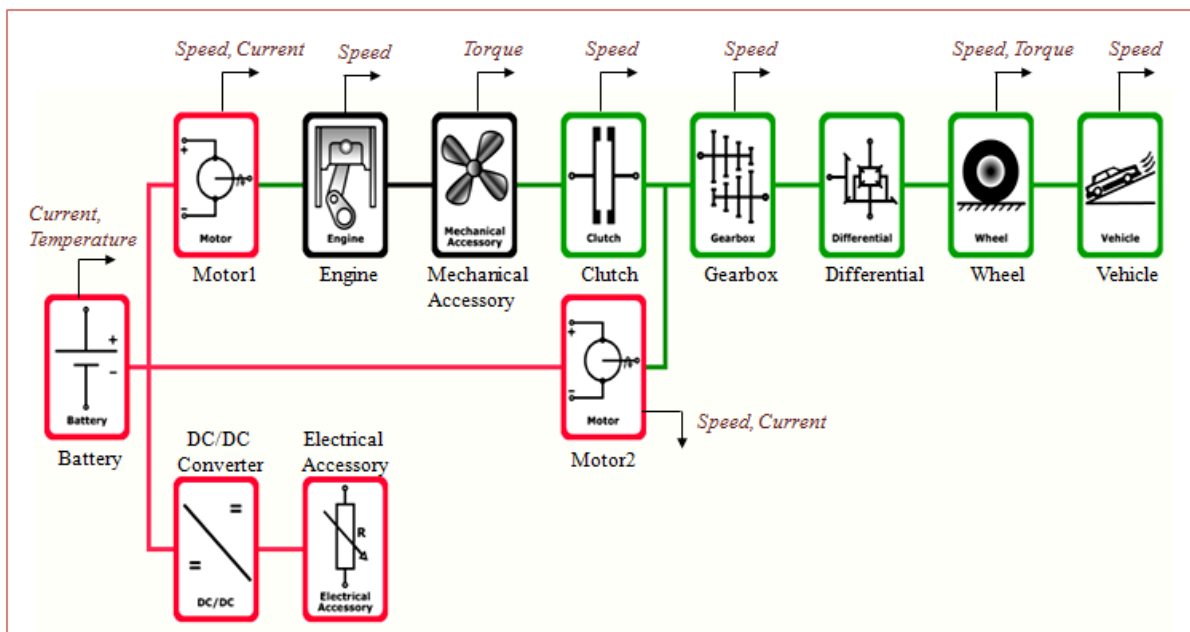 Speed, Current
Speed
Torque
Speed
Speed
Speed, Torque
Speed
+
−
Motor
Engine
Mechanical
Accessory
Clutch
Gearbox
Differential
Wheel
Vehicle
Motor1
Engine
Mechanical
Accessory
Clutch
Gearbox
Differential
Wheel
Vehicle
Current,
Temperature
+
−
Battery
Battery
+
−
Motor
Motor2
Speed, Current
DC/DC
Converter
Electrical
Accessory
=
=
DC/DC
R
Electrical
Accessory